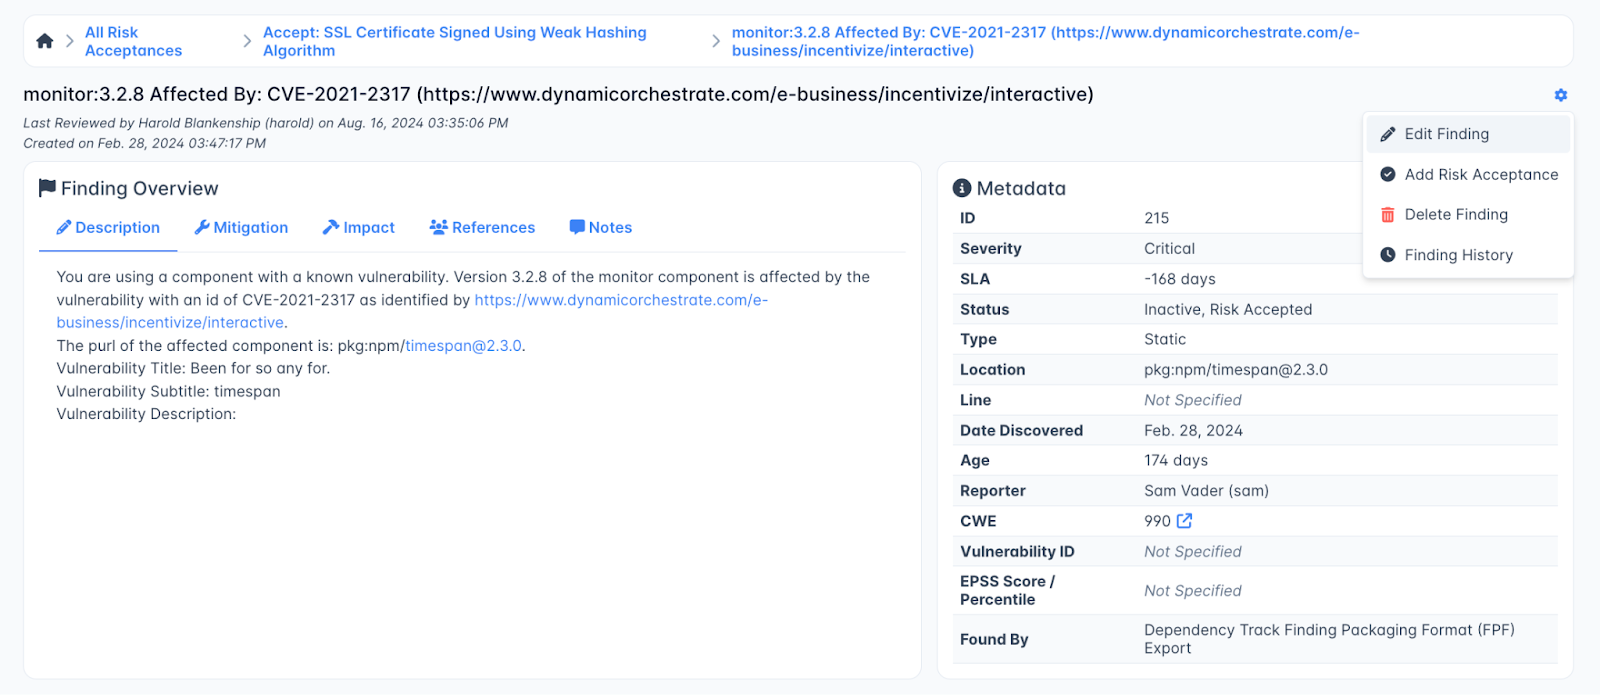 All Risk
Acceptances
Accept: SSL Certificate Signed Using Weak Hashing
Algorithm
monitor:3.2.8 Affected By: CVE-2021-2317 (https://www.dynamicorchestrate.com/e-
business/incentivize/interactive)
monitor:3.2.8 Affected By: CVE-2021-2317 (https://www.dynamicorchestrate.com/e-business/incentivize/interactive)
Last Reviewed by Harold Blankenship (harold) on Aug. 16, 2024 03:35:06 PM
Created on Feb. 28, 2024 03:47:17 PM
Edit Finding
Add Risk Acceptance
Delete Finding
Finding History
Finding Overview
Description Mitigation Impact References Notes
You are using a component with a known vulnerability. Version 3.2.8 of the monitor component is affected by the
vulnerability with an id of CVE-2021-2317 as identified by https://www.dynamicorchestrate.com/e-
business/incentivize/interactive.
The purl of the affected component is: pkg:npm/timespan@2.3.0.
Vulnerability Title: Been for so any for.
Vulnerability Subtitle: timespan
Vulnerability Description:
Metadata
ID 215
Severity Critical
SLA -168 days
Status Inactive, Risk Accepted
Type Static
Location pkg:npm/timespan@2.3.0
Line Not Specified
Date Discovered Feb. 28, 2024
Age 174 days
Reporter Sam Vader (sam)
CWE 990
Vulnerability ID Not Specified
EPSS Score /
Percentile Not Specified
Found By Dependency Track Finding Packaging Format (FPF)
Export